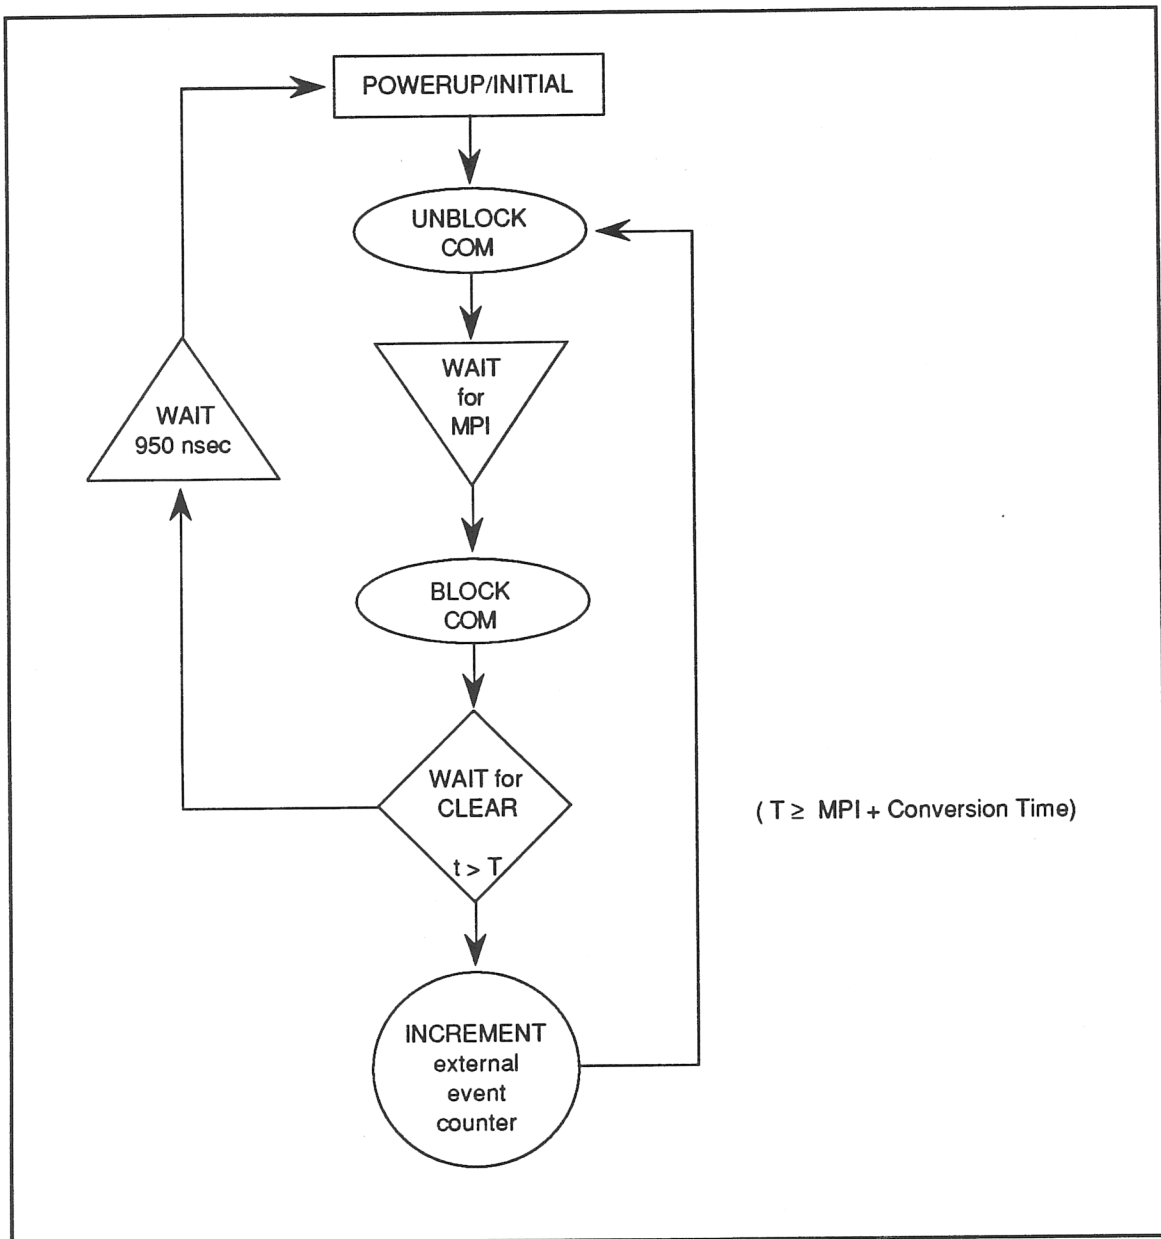 POWERUP/INITIAL
UNBLOCK
COM
WAIT
for
MPI
WAIT
950 nsec
BLOCK
COM
WAIT for
CLEAR
t > T
( T ≥ MPI + Conversion Time)
INCREMENT
external
event
counter